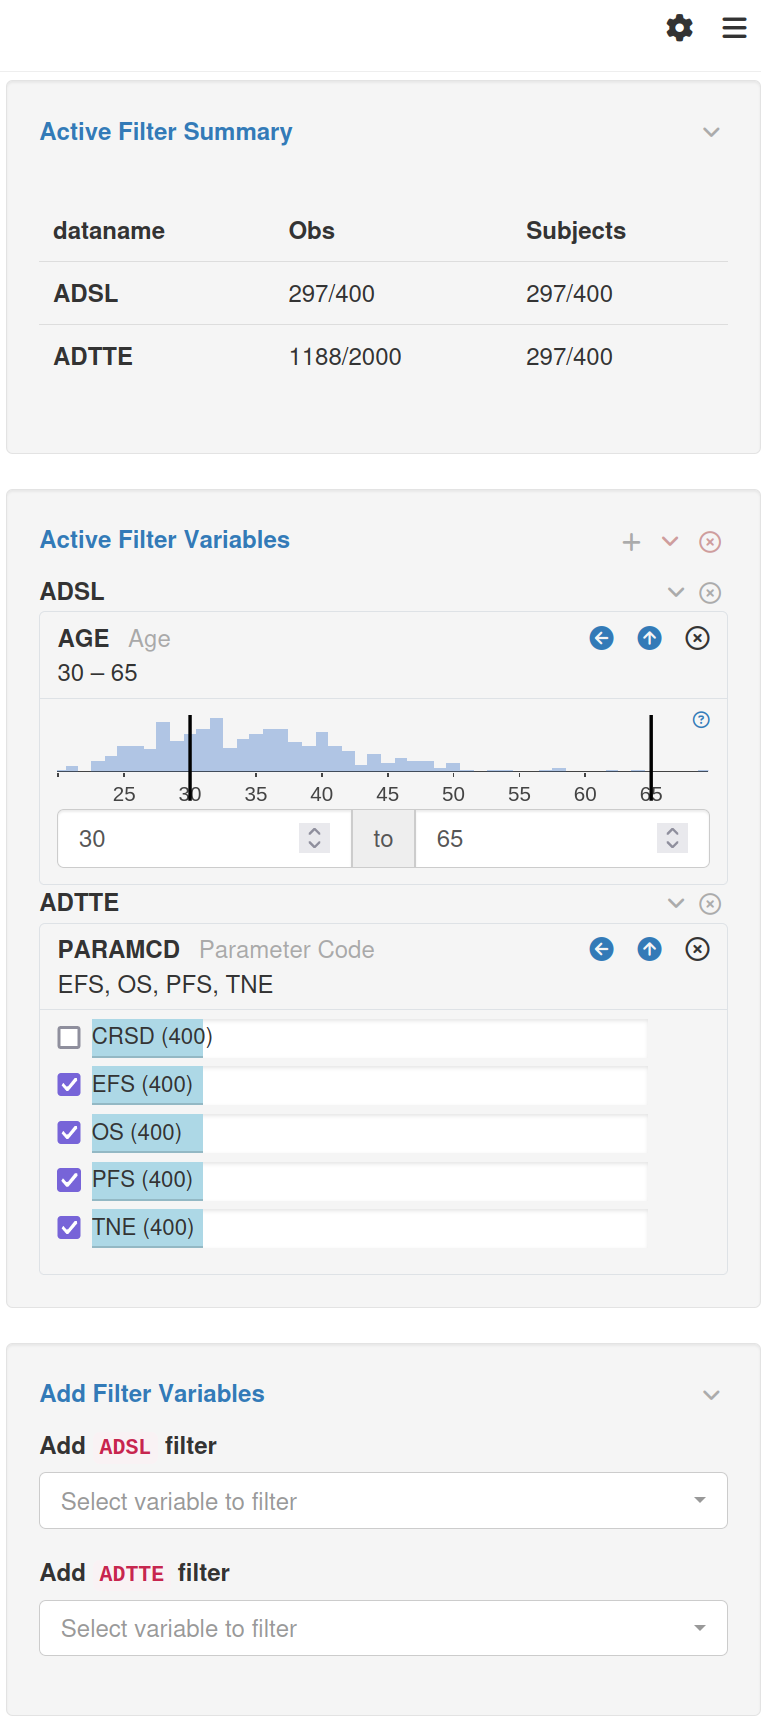 Active Filter Summary
dataname Obs Subjects
ADSL 297/400 297/400
ADTTE 1188/2000 297/400
Active Filter Variables
ADSL
AGE Age
30 – 65
25 30 35 40 45 50 55 60 65
30 to 65
ADTTE
PARAMCD Parameter Code
EFS, OS, PFS, TNE
CRSD (400)
EFS (400)
OS (400)
PFS (400)
TNE (400)
Add Filter Variables
Add ADSL filter
Select variable to filter
Add ADTTE filter
Select variable to filter